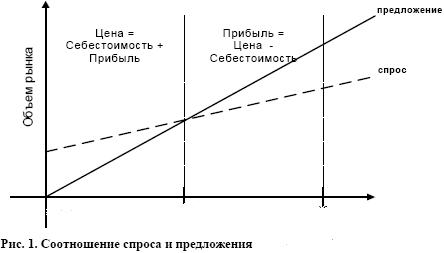 предложение
Цена =
Себестоимость +
Прибыль
Прибыль =
Цена -
Себестоимость
спрос
Объем рынка
Рис. 1. Соотношение спроса и предложения